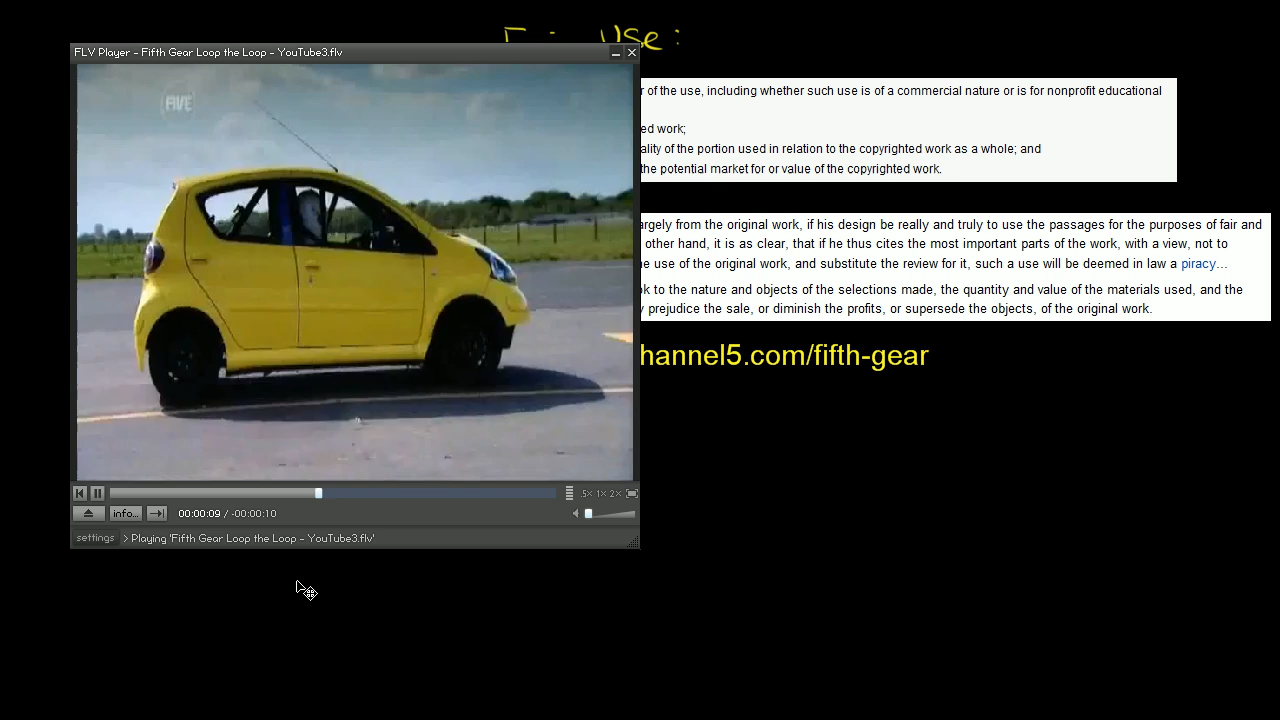 Use:
FLV Player - Fifth Gear Loop the Loop - YouTube3.flv
FIVE
of the use, including whether such use is of a commercial nature or is for nonprofit educational
ed work;
ality of the portion used in relation to the copyrighted work as a whole; and
the potential market for or value of the copyrighted work.
argely from the original work, if his design be really and truly to use the passages for the purposes of fair and
other hand, it is as clear, that if he thus cites the most important parts of the work, with a view, not to
e use of the original work, and substitute the review for it, such a use will be deemed in law a piracy...
ok to the nature and objects of the selections made, the quantity and value of the materials used, and the
y prejudice the sale, or diminish the profits, or supersede the objects, of the original work.
hannel5.com/fifth-gear
.5x 1x 2x
info... 00:00:09 / -00:00:10
settings > Playing 'Fifth Gear Loop the Loop - YouTube3.flv'